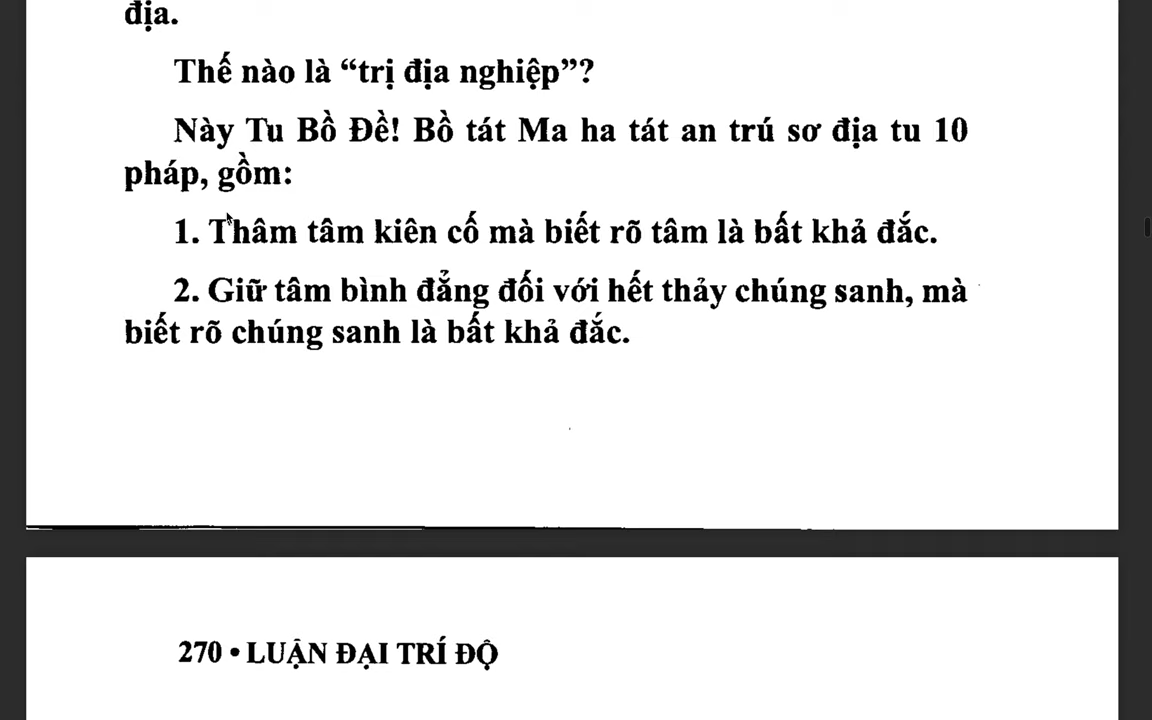 địa.
Thế nào là “trị địa nghiệp”?
Này Tu Bồ Đề! Bồ tát Ma ha tát an trú sơ địa tu 10
pháp, gồm:
1. Thâm tâm kiên cố mà biết rõ tâm là bất khả đắc.
2. Giữ tâm bình đẳng đối với hết thảy chúng sanh, mà
biết rõ chúng sanh là bất khả đắc.
270 • LUẬN ĐẠI TRÍ ĐỘ